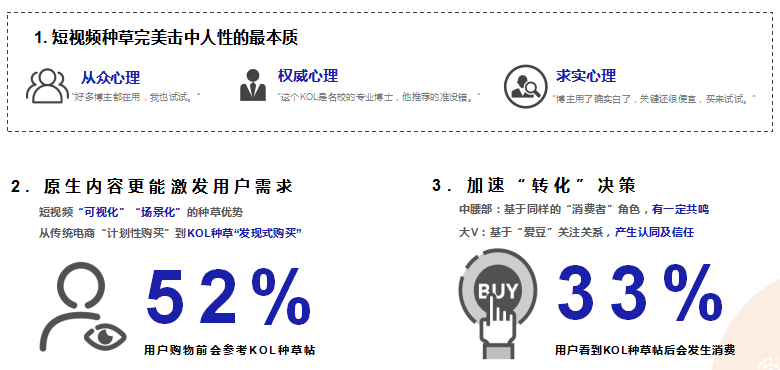 1. 短视频种草完美击中人性的最本质
从众心理
“好多博主都在用，我也试试。”
权威心理
“这个KOL是名校的专业博士，他推荐的准没错。”
求实心理
“博主用了确实白了，关键还很便宜，买来试试。”
2. 原生内容更能激发用户需求
短视频“可视化”“场景化”的种草优势
从传统电商“计划性购买”到KOL种草“发现式购买”
52%
用户购物前会参考KOL种草帖
3. 加速“转化”决策
中腰部：基于同样的“消费者”角色，有一定共鸣
大V：基于“爱豆”关注关系，产生认同及信任
BUY
33%
用户看到KOL种草帖后会发生消费